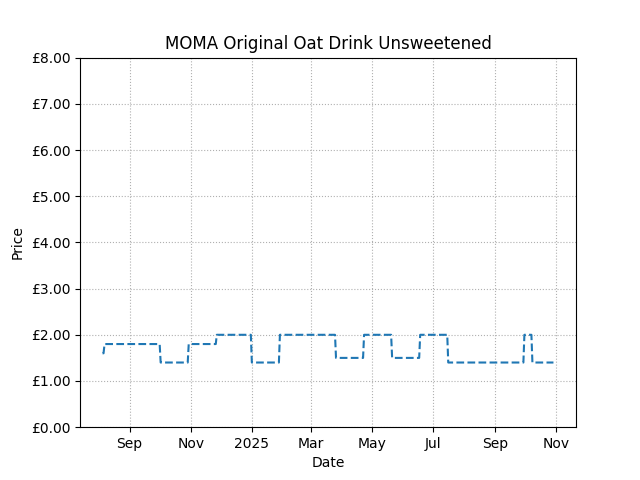 MOMA Original Oat Drink Unsweetened
£8.00
£7.00
£6.00
£5.00
£4.00
£3.00
£2.00
£1.00
£0.00
Price
Sep Nov 2025 Mar May Jul Sep Nov
Date